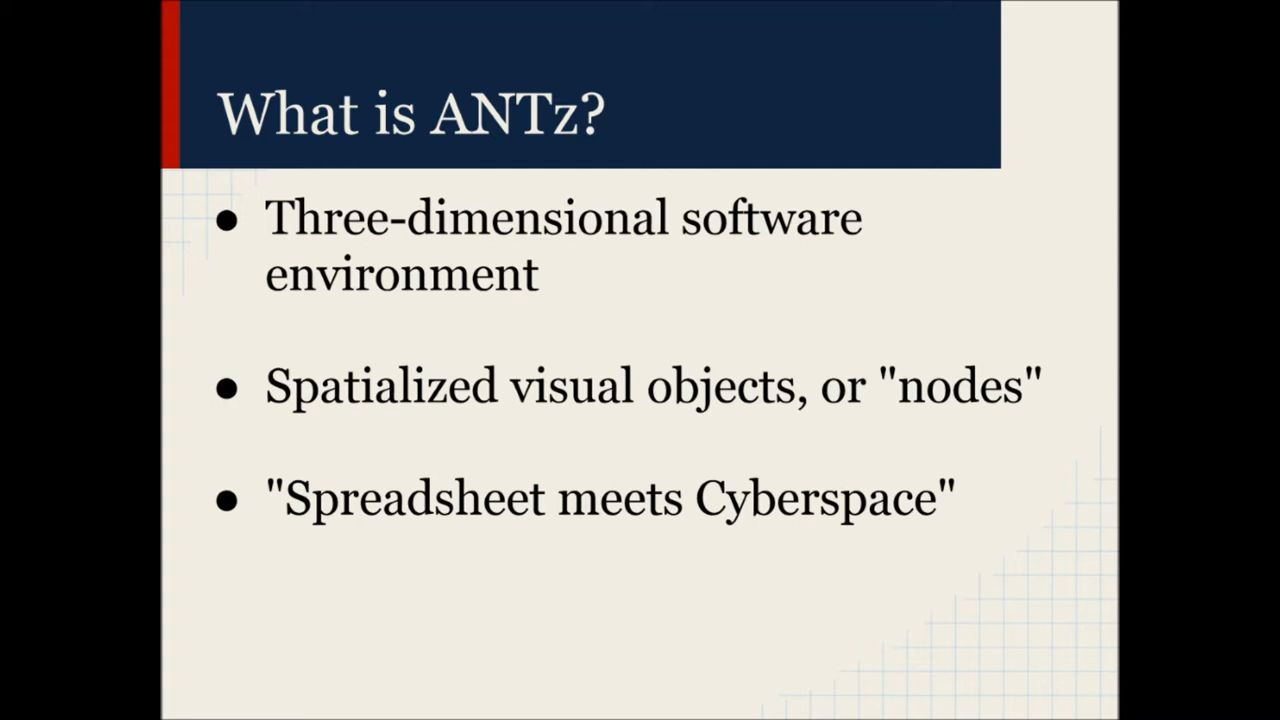 What is ANTz?
● Three-dimensional software
environment
● Spatialized visual objects, or "nodes"
● "Spreadsheet meets Cyberspace"